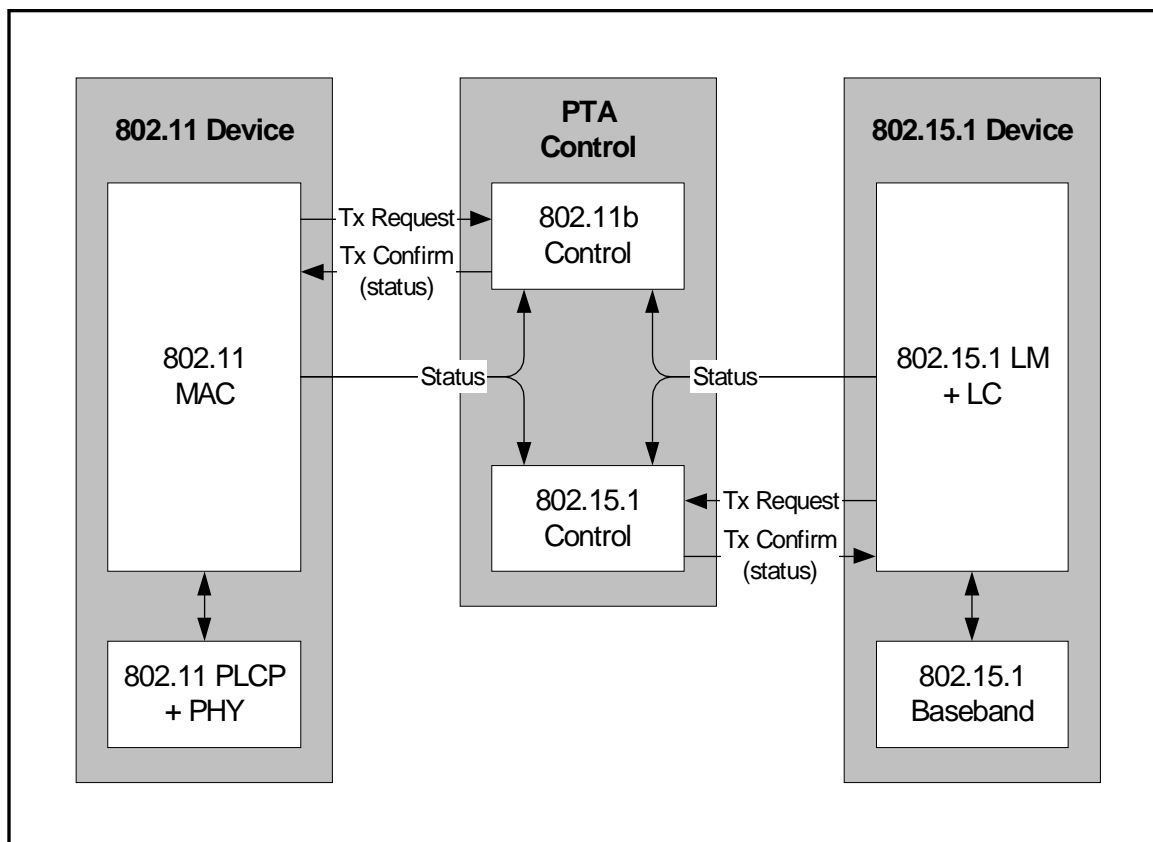 802.11 Device
PTA
Control
802.15.1 Device
802.11
MAC
802.11 PLCP
+ PHY
Tx Request
Tx Confirm
(status)
Status
802.11b
Control
802.15.1
Control
Status
Tx Request
Tx Confirm
(status)
802.15.1 LM
+ LC
802.15.1
Baseband